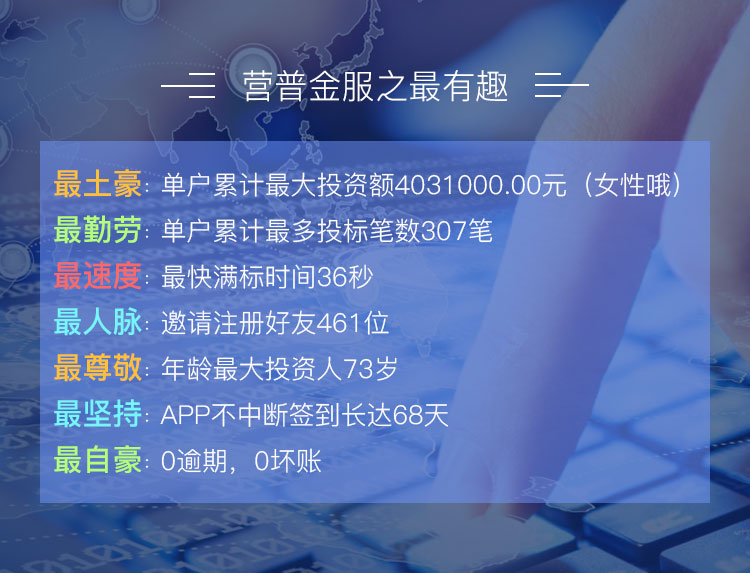 营普金服之最有趣
最土豪：单户累计最大投资额4031000.00元（女性哦）
最勤劳：单户累计最多投标笔数307笔
最速度：最快满标时间36秒
最人脉：邀请注册好友461位
最尊敬：年龄最大投资人73岁
最坚持：APP不中断签到长达68天
最自豪：0逾期，0坏账